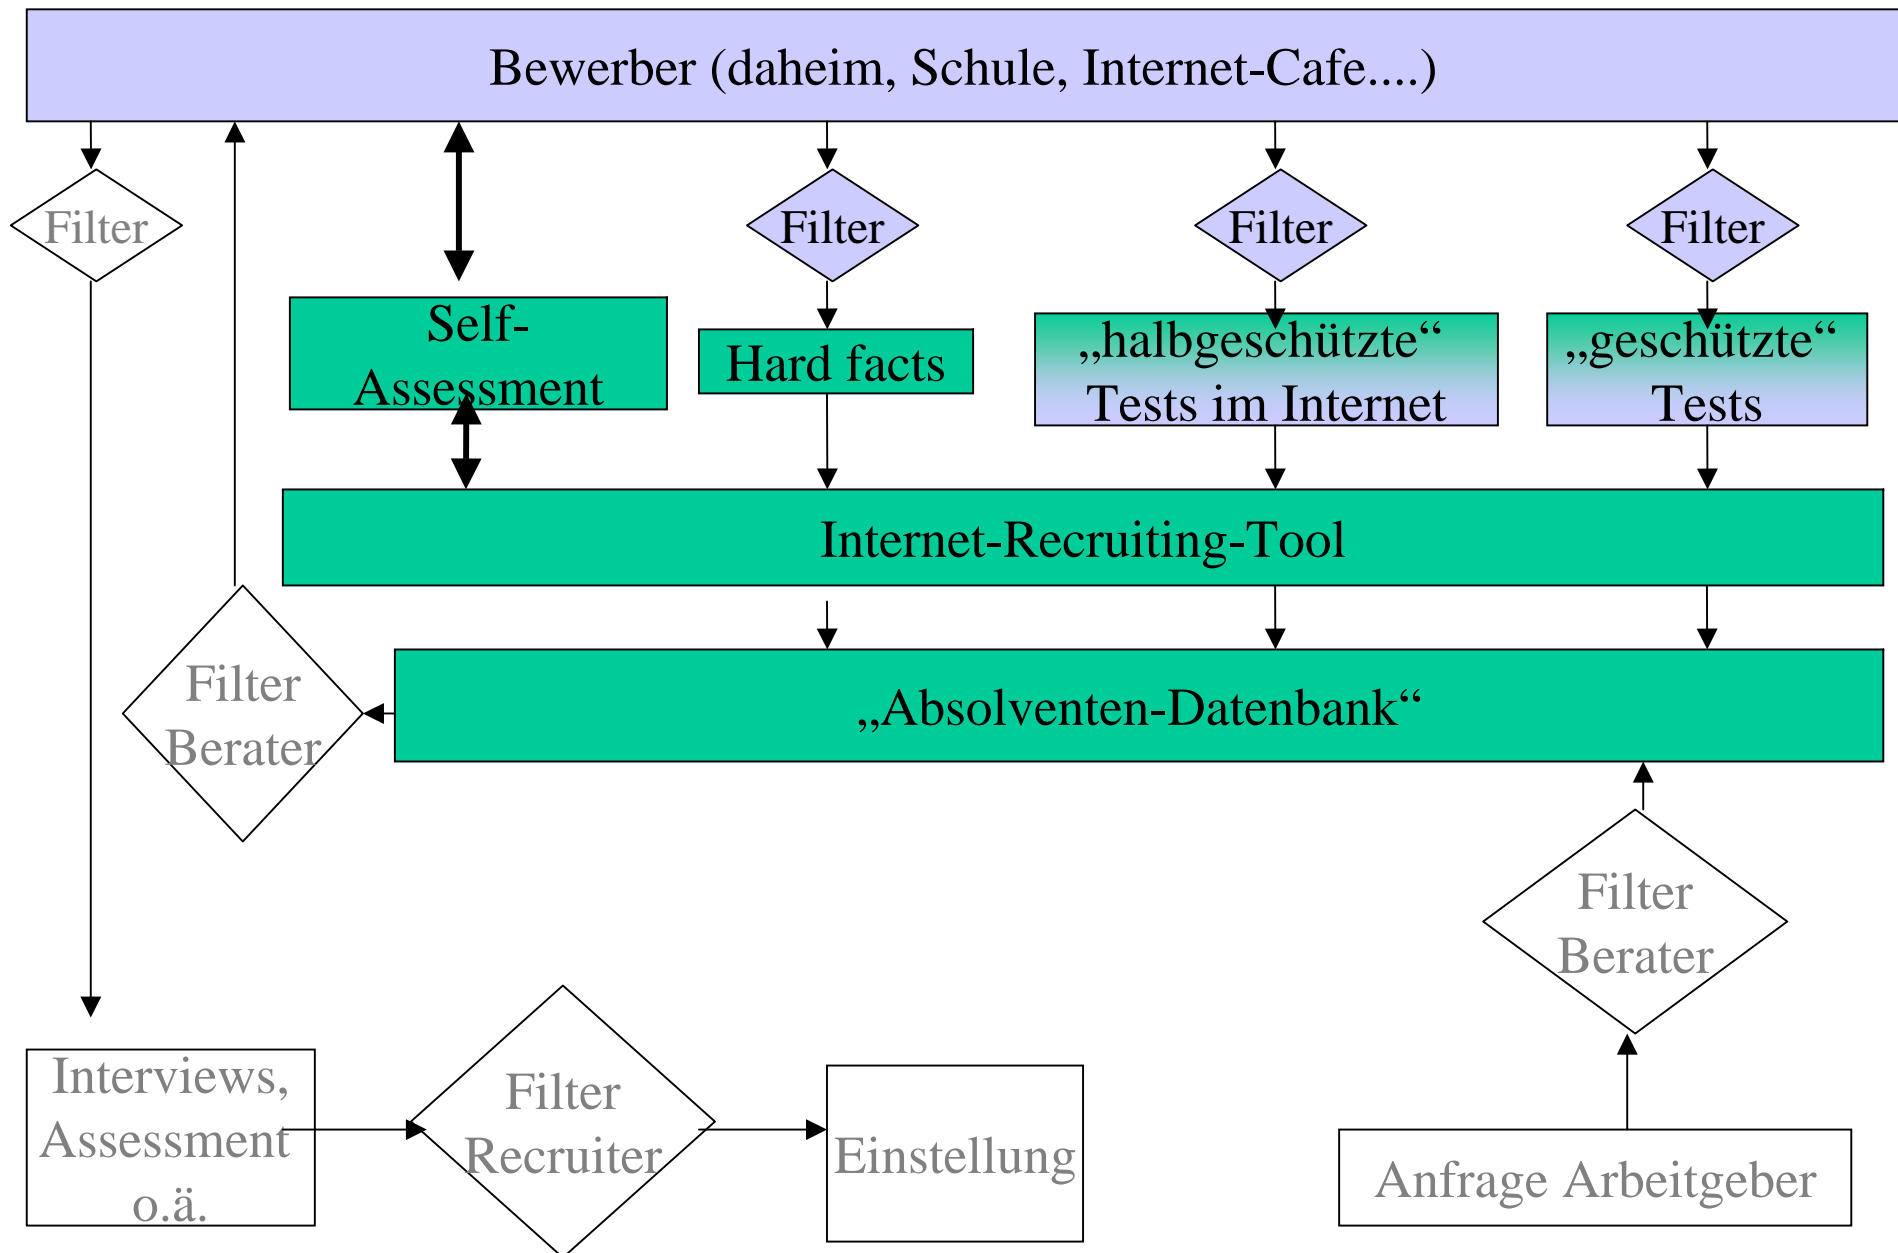 Bewerber (daheim, Schule, Internet-Cafe....)
Filter
Filter
Filter
Filter
Self-
Assessment
Hard facts
„halbgeschützte“
Tests im Internet
„geschützte“
Tests
Internet-Recruiting-Tool
Filter
Berater
„Absolventen-Datenbank“
Filter
Berater
Interviews,
Assessment
o.ä.
Filter
Recruiter
Einstellung
Anfrage Arbeitgeber